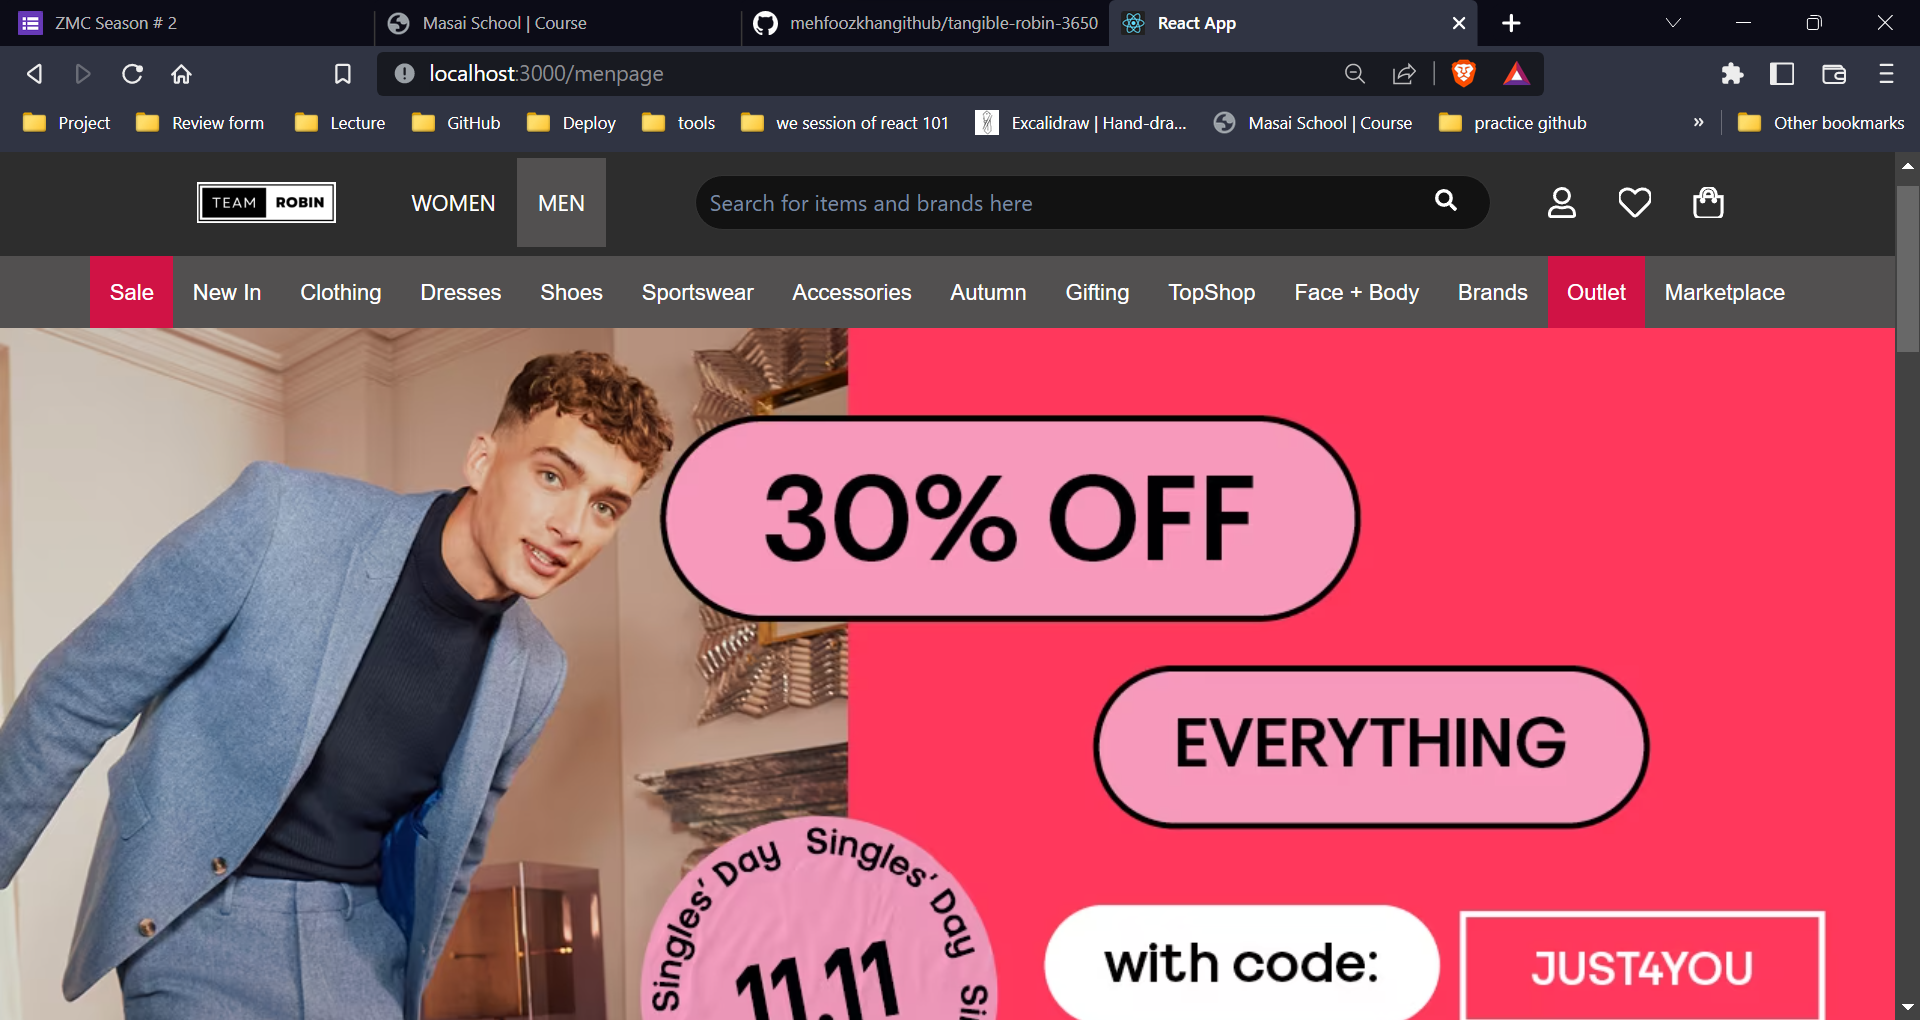 ZMC Season # 2
Masai School | Course
mehfoozkhangithub/tangible-robin-3650
React App
localhost:3000/menpage
Project
Review form
Lecture
GitHub
Deploy
tools
we session of react 101
Excalidraw | Hand-dra...
Masai School | Course
practice github
»
Other bookmarks
TEAM ROBIN
WOMEN
MEN
Search for items and brands here
Sale
New In
Clothing
Dresses
Shoes
Sportswear
Accessories
Autumn
Gifting
TopShop
Face + Body
Brands
Outlet
Marketplace
30% OFF
EVERYTHING
Singles' Day Singles' Day
11.11
with code:
JUST4YOU